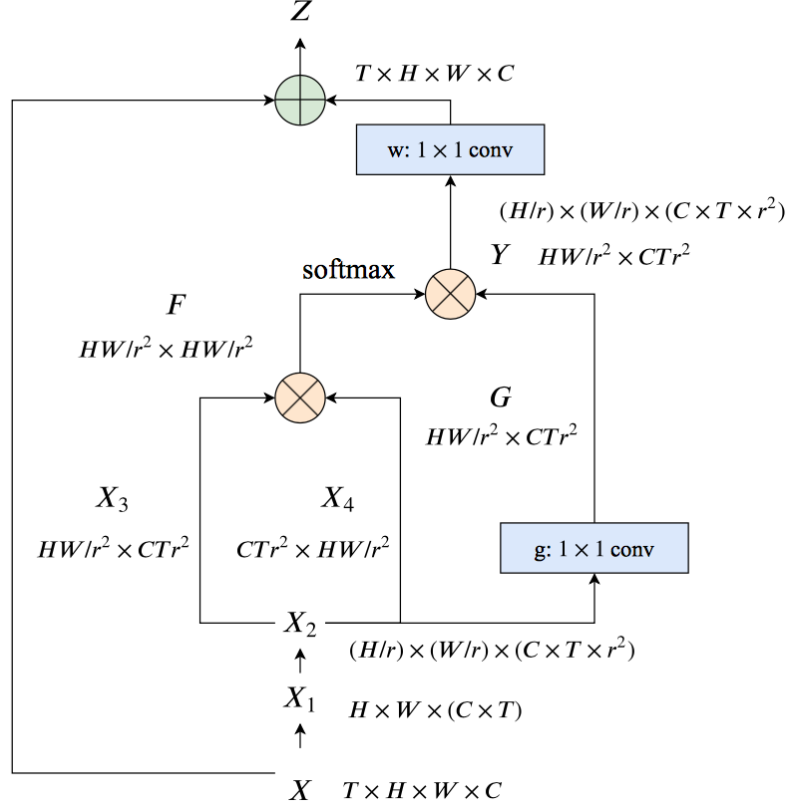 Z
T × H × W × C
w: 1 × 1 conv
(H/r) × (W/r) × (C × T × r²)
Y HW/r² × CTr²
softmax
F
HW/r² × HW/r²
G
HW/r² × CTr²
X₃
HW/r² × CTr²
X₄
CTr² × HW/r²
g: 1 × 1 conv
X₂
(H/r) × (W/r) × (C × T × r²)
X₁ H × W × (C × T)
X T × H × W × C